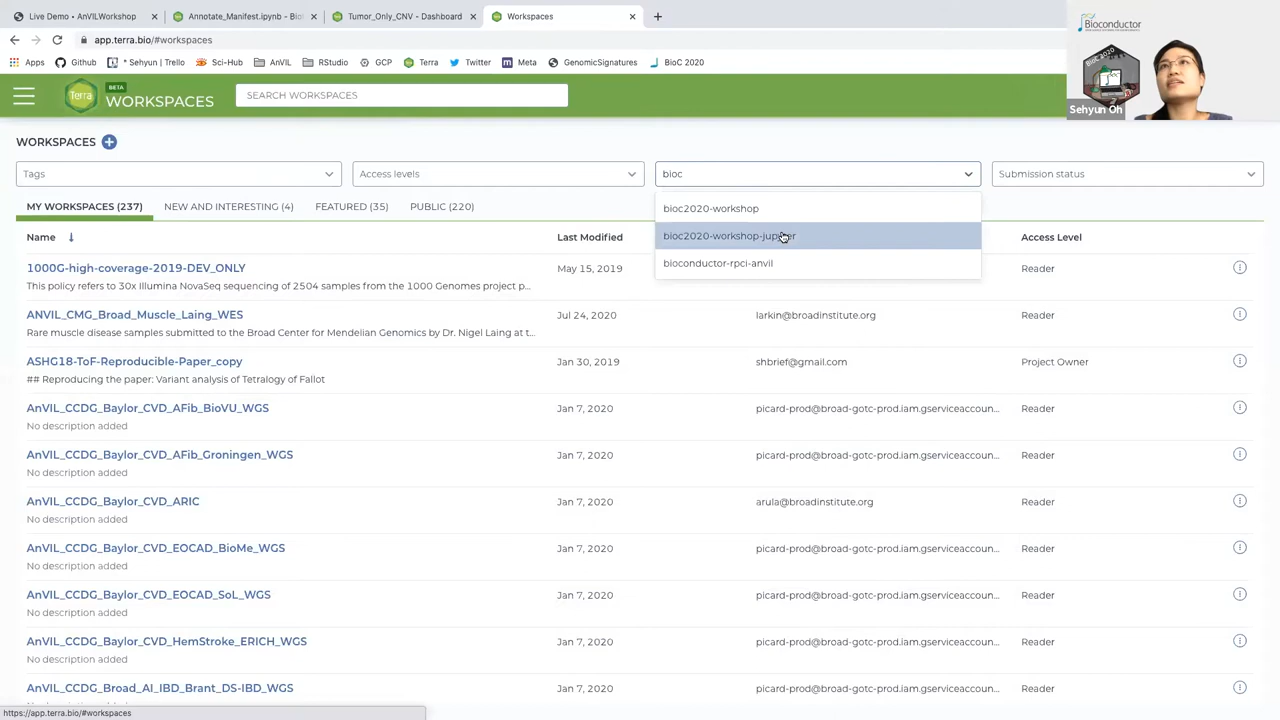 Live Demo - AnVILWorkshop
Annotate_Manifest.ipynb - Bio
Tumor_Only_CNV - Dashboard
Workspaces
Bioconductor
app.terra.bio/#workspaces
Apps
Github
* Sehyun | Trello
Sci-Hub
AnVIL
RStudio
GCP
Terra
Twitter
Meta
GenomicSignatures
BioC 2020
BIOC 2020
Sehyun Oh
Terra
BETA
WORKSPACES
SEARCH WORKSPACES
WORKSPACES
Tags
Access levels
bioc
Submission status
MY WORKSPACES (237)
NEW AND INTERESTING (4)
FEATURED (35)
PUBLIC (220)
bioc2020-workshop
bioc2020-workshop-jupyter
bioconductor-rpci-anvil
Name
Last Modified
Access Level
1000G-high-coverage-2019-DEV_ONLY
May 15, 2019
Reader
This policy refers to 30x Illumina NovaSeq sequencing of 2504 samples from the 1000 Genomes project p...
ANVIL_CMG_Broad_Muscle_Laing_WES
Jul 24, 2020
larkin@broadinstitute.org
Reader
Rare muscle disease samples submitted to the Broad Center for Mendelian Genomics by Dr. Nigel Laing at t...
ASHG18-ToF-Reproducible-Paper_copy
Jan 30, 2019
shbrief@gmail.com
Project Owner
## Reproducing the paper: Variant analysis of Tetralogy of Fallot
AnVIL_CCDG_Baylor_CVD_AFib_BioVU_WGS
Jan 7, 2020
picard-prod@broad-gotc-prod.iam.gserviceaccoun...
Reader
No description added
AnVIL_CCDG_Baylor_CVD_AFib_Groningen_WGS
Jan 7, 2020
picard-prod@broad-gotc-prod.iam.gserviceaccoun...
Reader
No description added
AnVIL_CCDG_Baylor_CVD_ARIC
Jan 7, 2020
arula@broadinstitute.org
Reader
No description added
AnVIL_CCDG_Baylor_CVD_EOCAD_BioMe_WGS
Jan 7, 2020
picard-prod@broad-gotc-prod.iam.gserviceaccoun...
Reader
No description added
AnVIL_CCDG_Baylor_CVD_EOCAD_SoL_WGS
Jan 7, 2020
picard-prod@broad-gotc-prod.iam.gserviceaccoun...
Reader
No description added
AnVIL_CCDG_Baylor_CVD_HemStroke_ERICH_WGS
Jan 7, 2020
picard-prod@broad-gotc-prod.iam.gserviceaccoun...
Reader
No description added
AnVIL_CCDG_Broad_AI_IBD_Brant_DS-IBD_WGS
Jan 7, 2020
picard-prod@broad-gotc-prod.iam.gserviceaccoun...
Reader
https://app.terra.bio/#workspaces